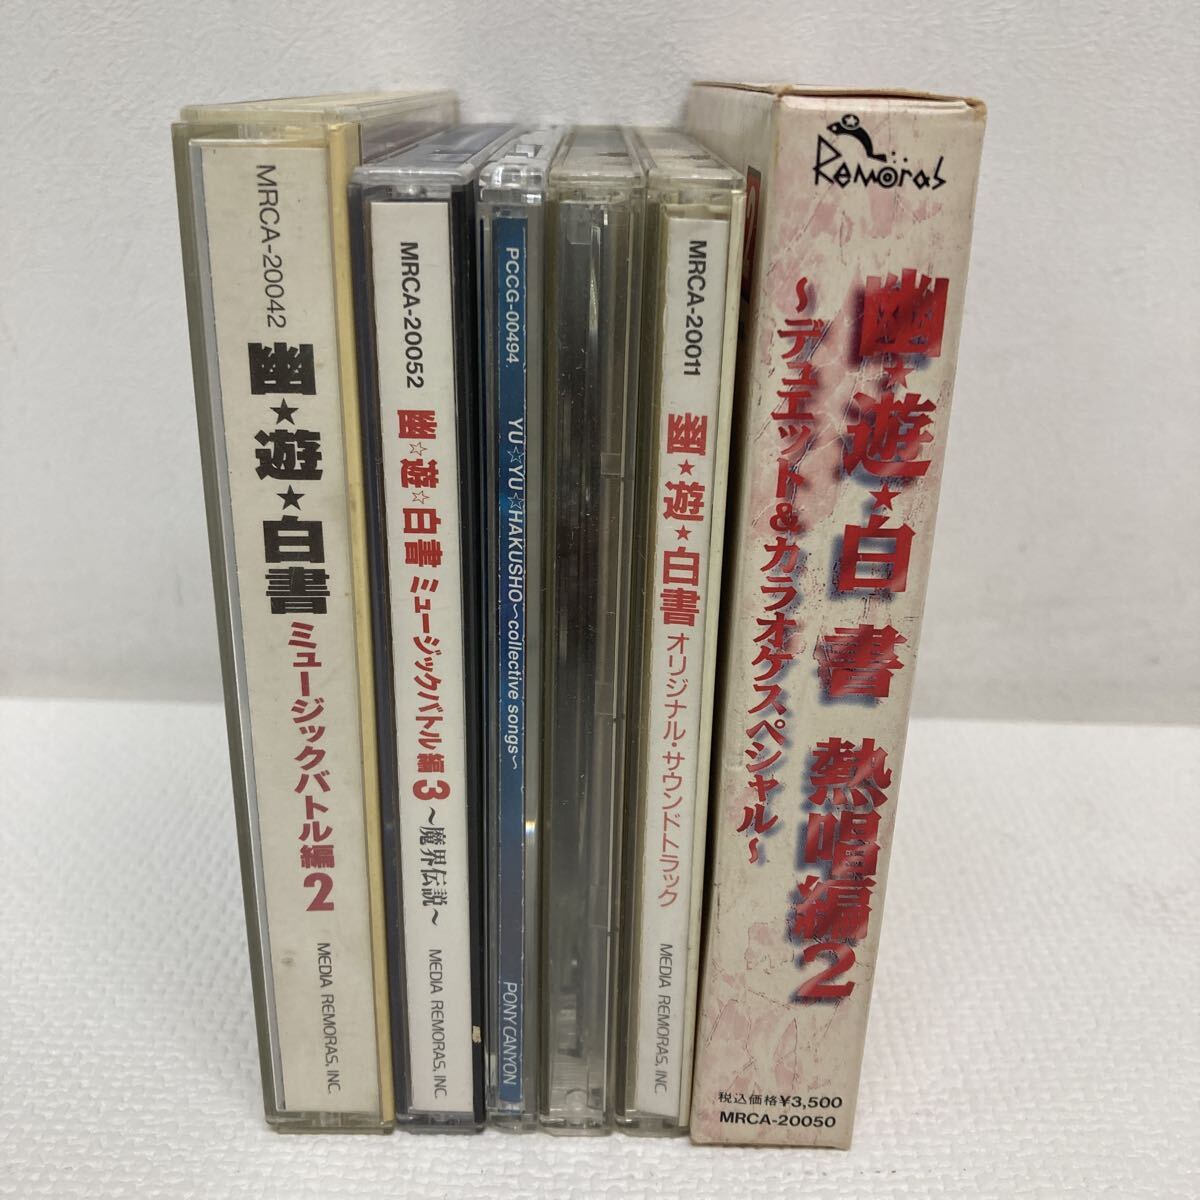 MRCA-20042
幽★遊★白書
ミュージックバトル編2
MEDIA REMORAS, INC.
MRCA-20052
幽☆遊☆白書 ミュージックバトル編3
～魔界伝説～
MEDIA REMORAS, INC.
PCCG-00494
YU☆YU☆HAKUSHO～collective songs～
PONY CANYON
MRCA-20011
幽★遊★白書
オリジナル・サウンドトラック
MEDIA REMORAS, INC.
Remoras
幽★遊★白書 熱唱編2
～デュエット&カラオケスペシャル～
税込価格¥3,500
MRCA-20050